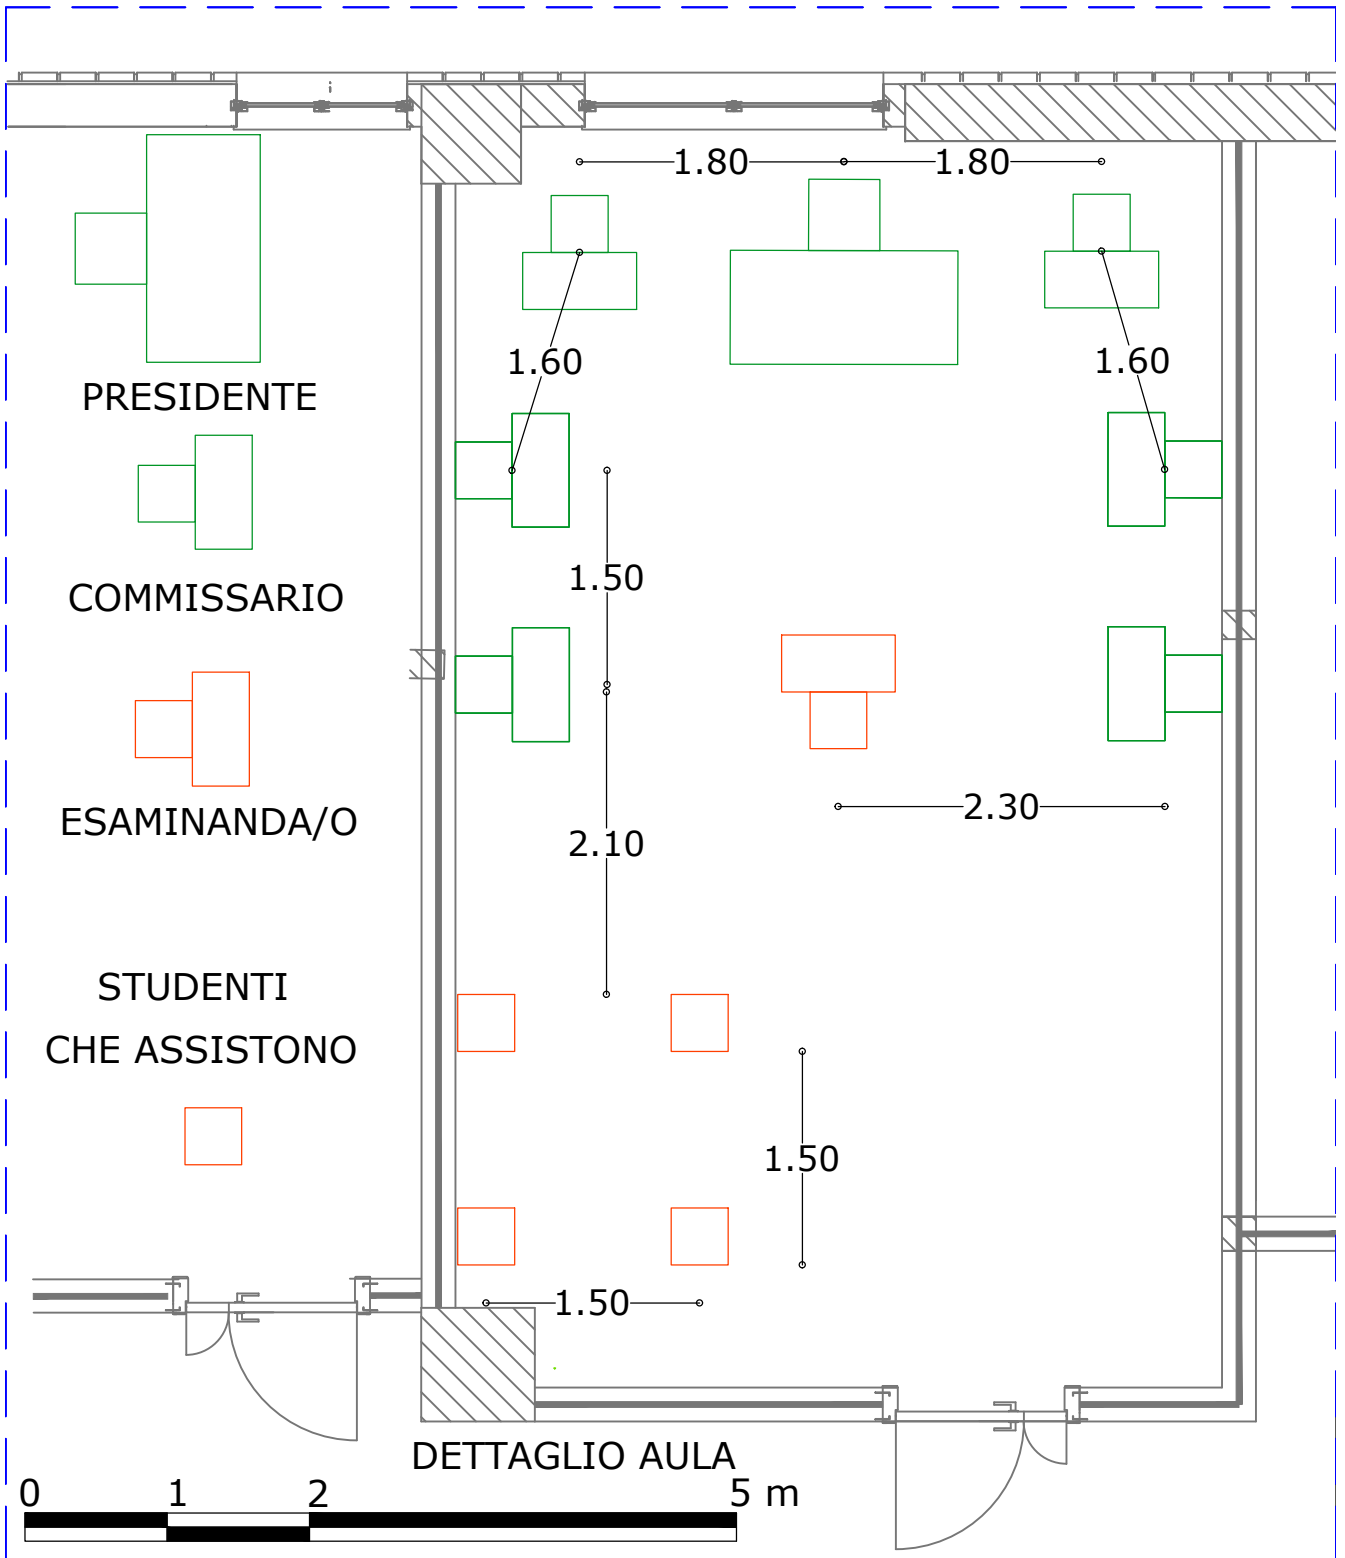 1.80
1.80
1.60
1.60
PRESIDENTE
1.50
COMMISSARIO
2.30
ESAMINANDA/O
2.10
STUDENTI
CHE ASSISTONO
1.50
1.50
DETTAGLIO AULA
0 1 2 5 m